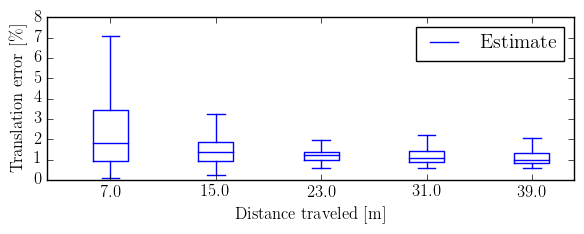 8
7
6
5
4
3
2
1
0
Translation error [%]
Estimate
7.0 15.0 23.0 31.0 39.0
Distance traveled [m]